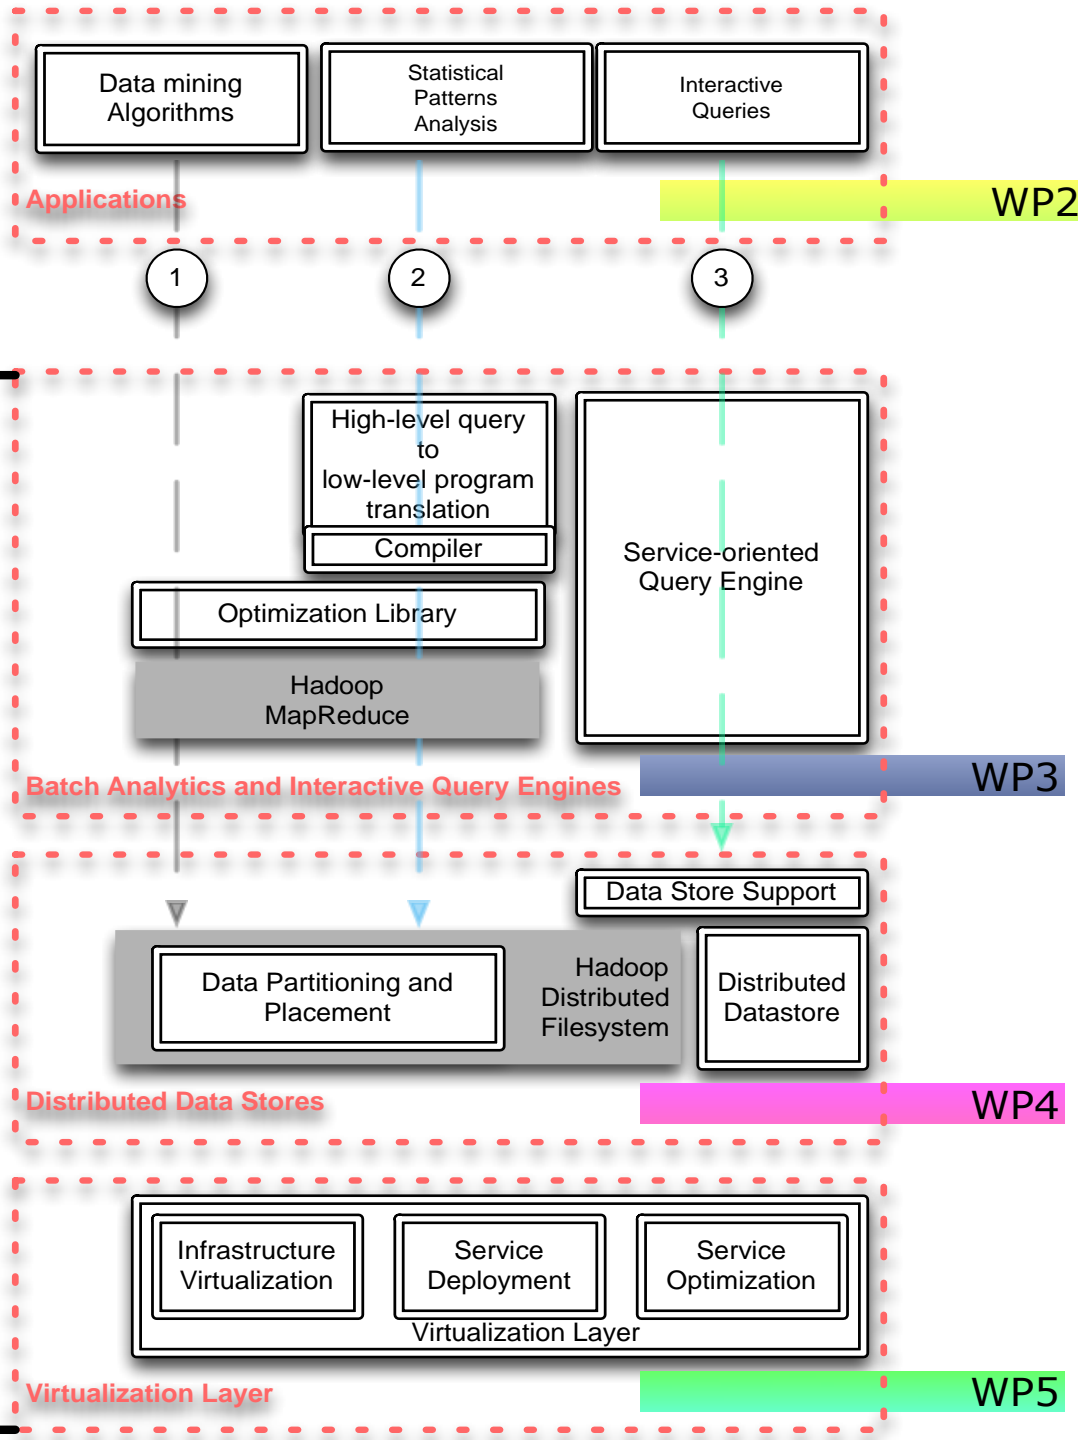 Data mining
Algorithms
Statistical
Patterns
Analysis
Interactive
Queries
Applications
WP2
1
2
3
High-level query
to
low-level program
translation
Compiler
Service-oriented
Query Engine
Optimization Library
Hadoop
MapReduce
Batch Analytics and Interactive Query Engines
WP3
Data Store Support
Data Partitioning and
Placement
Hadoop
Distributed
Filesystem
Distributed
Datastore
Distributed Data Stores
WP4
Infrastructure
Virtualization
Service
Deployment
Service
Optimization
Virtualization Layer
Virtualization Layer
WP5